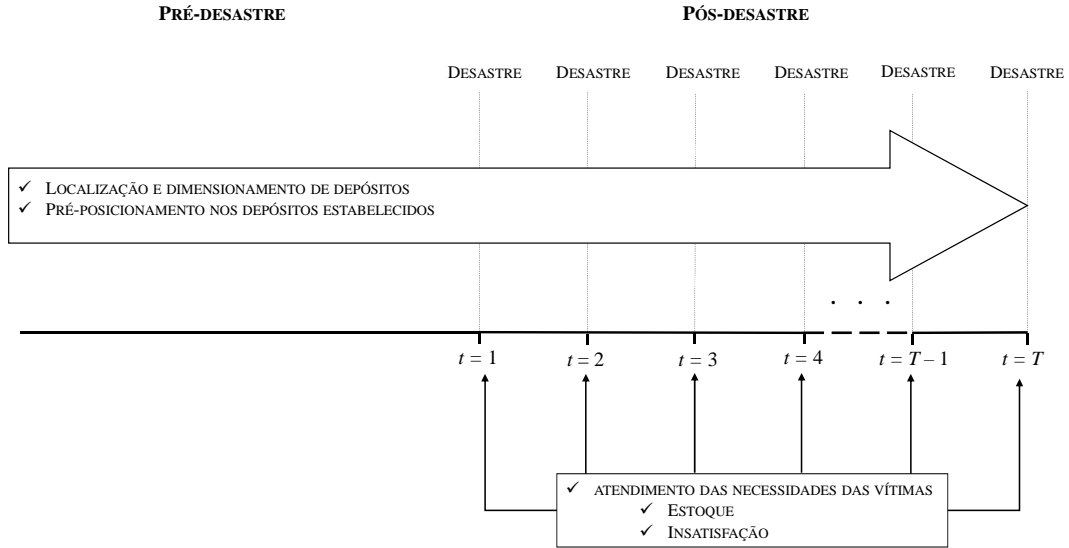 PRÉ-DESASTRE PÓS-DESASTRE
DESASTRE DESASTRE DESASTRE DESASTRE DESASTRE DESASTRE
✓ LOCALIZAÇÃO E DIMENSIONAMENTO DE DEPÓSITOS
✓ PRÉ-POSICIONAMENTO NOS DEPÓSITOS ESTABELECIDOS
. . .
t = 1 t = 2 t = 3 t = 4 t = T – 1 t = T
✓ ATENDIMENTO DAS NECESSIDADES DAS VÍTIMAS
✓ ESTOQUE
✓ INSATISFAÇÃO